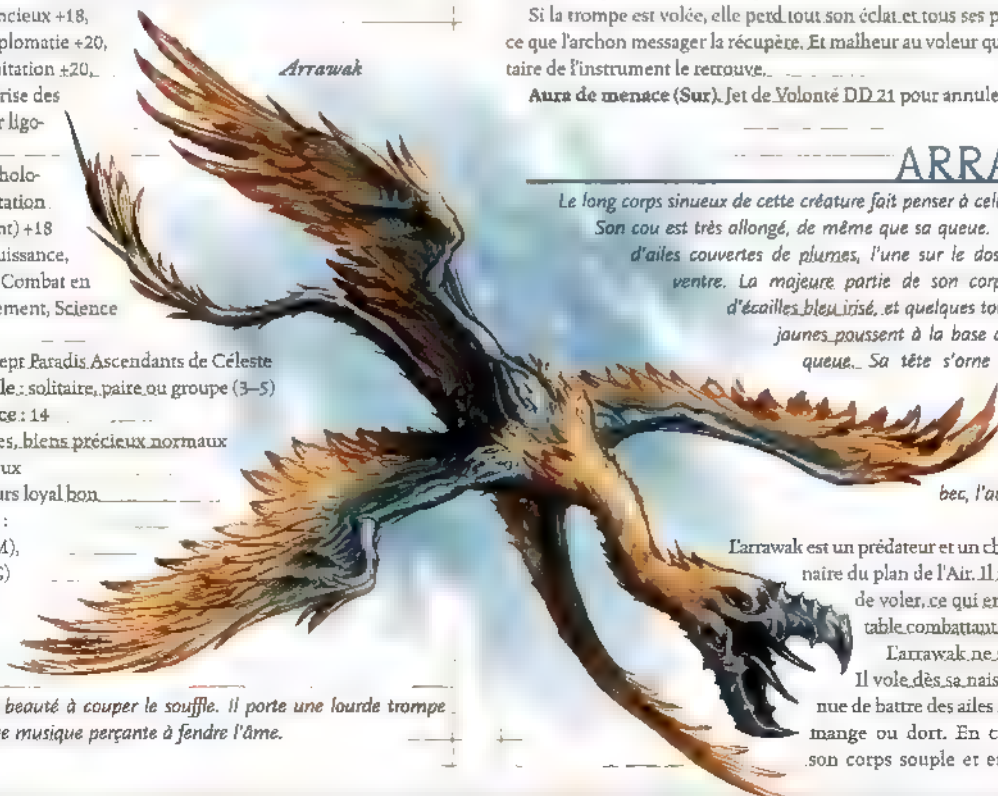 ncieux +18,
plomatie +20,
itation ±20,
rise des
r ligo-
holo-
tation
nt) +18
uissance,
Combat en
ement, Science
ept Paradis Ascendants de Céleste
le : solitaire, paire ou groupe (3–5)
ce : 14
es, biens précieux normaux
ux
urs loyal bon
:
M),
G)
beauté à couper le souffle. Il porte une lourde trompe
e musique perçante à fendre l'âme.
Arrawak
Si la trompe est volée, elle perd tout son éclat et tous ses p
ce que l'archon messager la récupère. Et malheur au voleur qu
taire de l'instrument le retrouve.
Aura de menace (Sur). Jet de Volonté DD 21 pour annule
ARRA
Le long corps sinueux de cette créature fait penser à cell
Son cou est très allongé, de même que sa queue.
d'ailes couvertes de plumes, l'une sur le dos
ventre. La majeure partie de son corp
d'écailles bleu irisé, et quelques tou
jaunes poussent à la base d
queue. Sa tête s'orne
bec, l'au
L'arrawak est un prédateur et un ch
naire du plan de l'Air. Il
de voler, ce qui en
table combattant
L'arrawak ne
Il vole dès sa nais
nue de battre des ailes
mange ou dort. En c
son corps souple et e